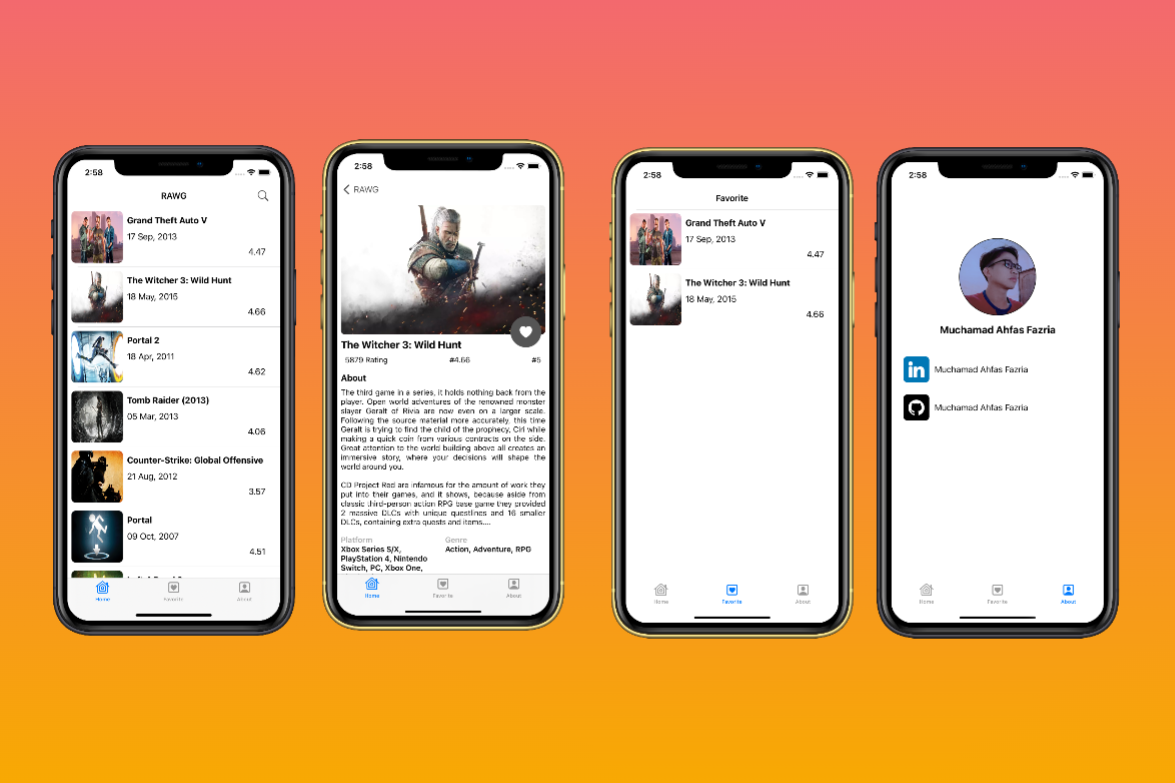 2:58
RAWG
Grand Theft Auto V
17 Sep, 2013
4.47
The Witcher 3: Wild Hunt
18 May, 2015
4.66
Portal 2
18 Apr, 2011
4.62
Tomb Raider (2013)
05 Mar, 2013
4.06
Counter-Strike: Global Offensive
21 Aug, 2012
3.57
Portal
09 Oct, 2007
4.51
Home
Favorite
About
2:58
RAWG
The Witcher 3: Wild Hunt
5879 Rating
#4.66
#5
About
The third game in a series, it holds nothing back from the
player. Open world adventures of the renowned monster
slayer Geralt of Rivia are now even on a larger scale.
Following the source material more accurately, this time
Geralt is trying to find the child of the prophecy, Ciri while
making a quick coin from various contracts on the side.
Great attention to the world building above all creates an
immersive story, where your decisions will shape the
world around you.
CD Project Red are infamous for the amount of work they
put into their games, and it shows, because aside from
classic third-person action RPG base game they provided
2 massive DLCs with unique questlines and 16 smaller
DLCs, containing extra quests and items....
Platform
Genre
Xbox Series S/X,
Action, Adventure, RPG
PlayStation 4, Nintendo
Switch, PC, Xbox One,
Home
Favorite
About
2:58
Favorite
Grand Theft Auto V
17 Sep, 2013
4.47
The Witcher 3: Wild Hunt
18 May, 2015
4.66
Home
Favorite
About
2:58
Muchamad Ahfas Fazria
in
Muchamad Ahfas Fazria
Muchamad Ahfas Fazria
Home
Favorite
About